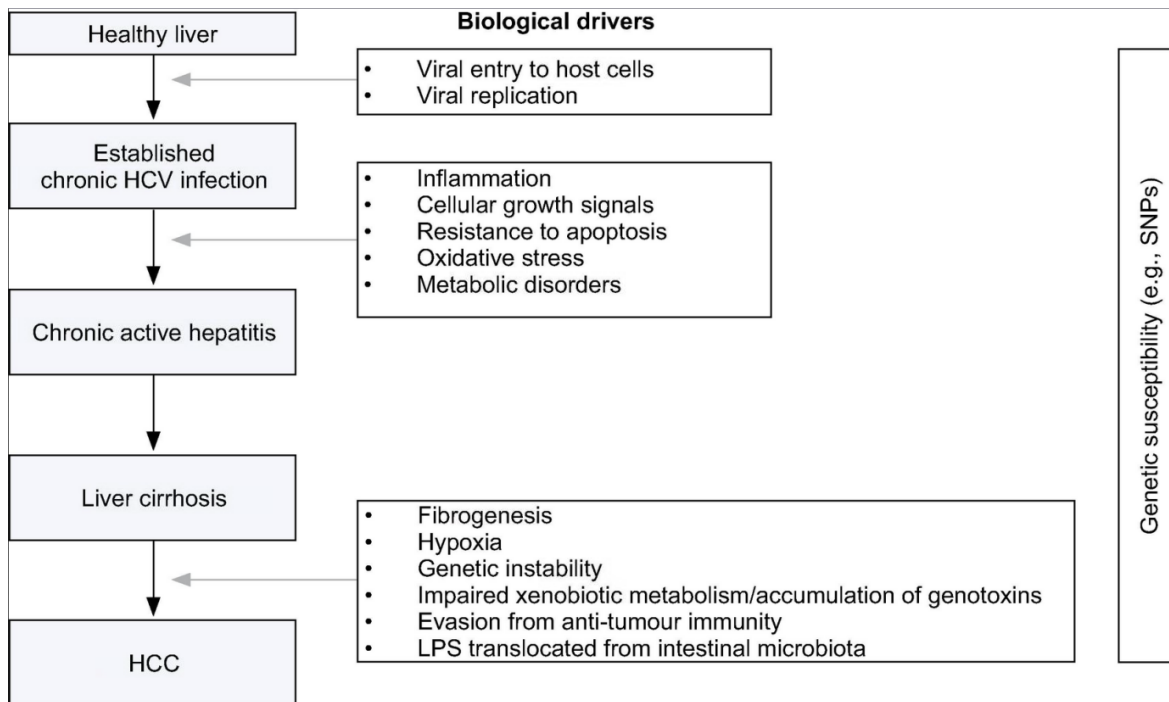 Biological drivers
Healthy liver
• Viral entry to host cells
• Viral replication
Established
chronic HCV infection
• Inflammation
• Cellular growth signals
• Resistance to apoptosis
• Oxidative stress
• Metabolic disorders
Chronic active hepatitis
Liver cirrhosis
• Fibrogenesis
• Hypoxia
• Genetic instability
• Impaired xenobiotic metabolism/accumulation of genotoxins
• Evasion from anti-tumour immunity
• LPS translocated from intestinal microbiota
HCC
Genetic susceptibility (e.g., SNPs)